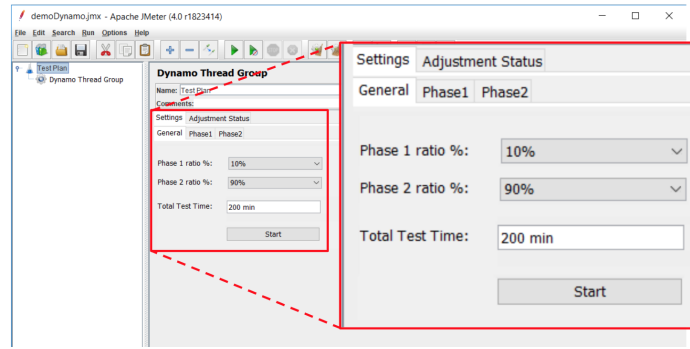 demoDynamo.jmx - Apache JMeter (4.0 r1823414)
File Edit Search Run Options Help
Test Plan
Dynamo Thread Group
Dynamo Thread Group
Name: Test Plan
Comments:
Settings Adjustment Status
General Phase1 Phase2
Phase 1 ratio %: 10%
Phase 2 ratio %: 90%
Total Test Time: 200 min
Start
Settings Adjustment Status
General Phase1 Phase2
Phase 1 ratio %: 10%
Phase 2 ratio %: 90%
Total Test Time: 200 min
Start